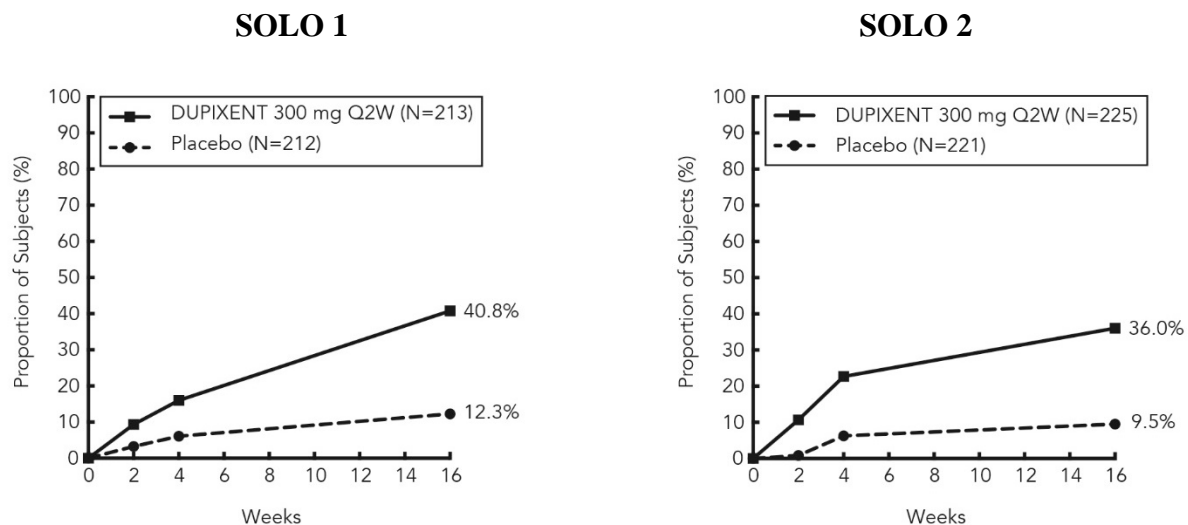 SOLO 1
DUPIXENT 300 mg Q2W (N=213)
Placebo (N=212)
Proportion of Subjects (%)
100
90
80
70
60
50
40
30
20
10
0
40.8%
12.3%
0 2 4 6 8 10 12 14 16
Weeks
SOLO 2
DUPIXENT 300 mg Q2W (N=225)
Placebo (N=221)
Proportion of Subjects (%)
100
90
80
70
60
50
40
30
20
10
0
36.0%
9.5%
0 2 4 6 8 10 12 14 16
Weeks